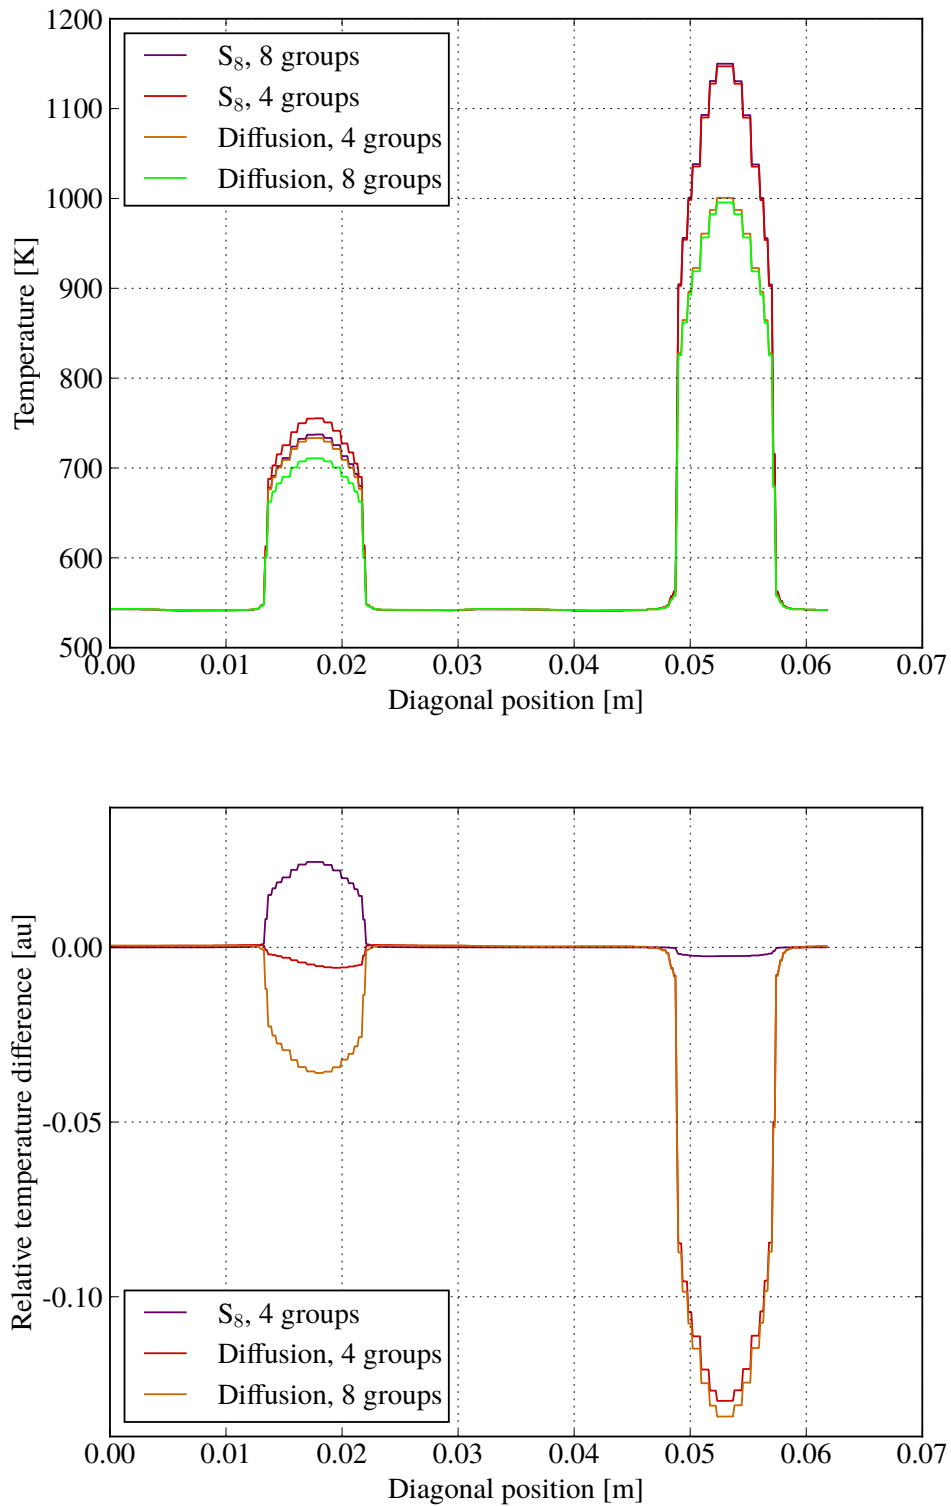 1200
1100
1000
900
800
700
600
500
Temperature [K]
S₈, 8 groups
S₈, 4 groups
Diffusion, 4 groups
Diffusion, 8 groups
0.00 0.01 0.02 0.03 0.04 0.05 0.06 0.07
Diagonal position [m]
0.00
-0.05
-0.10
Relative temperature difference [au]
S₈, 4 groups
Diffusion, 4 groups
Diffusion, 8 groups
0.00 0.01 0.02 0.03 0.04 0.05 0.06 0.07
Diagonal position [m]